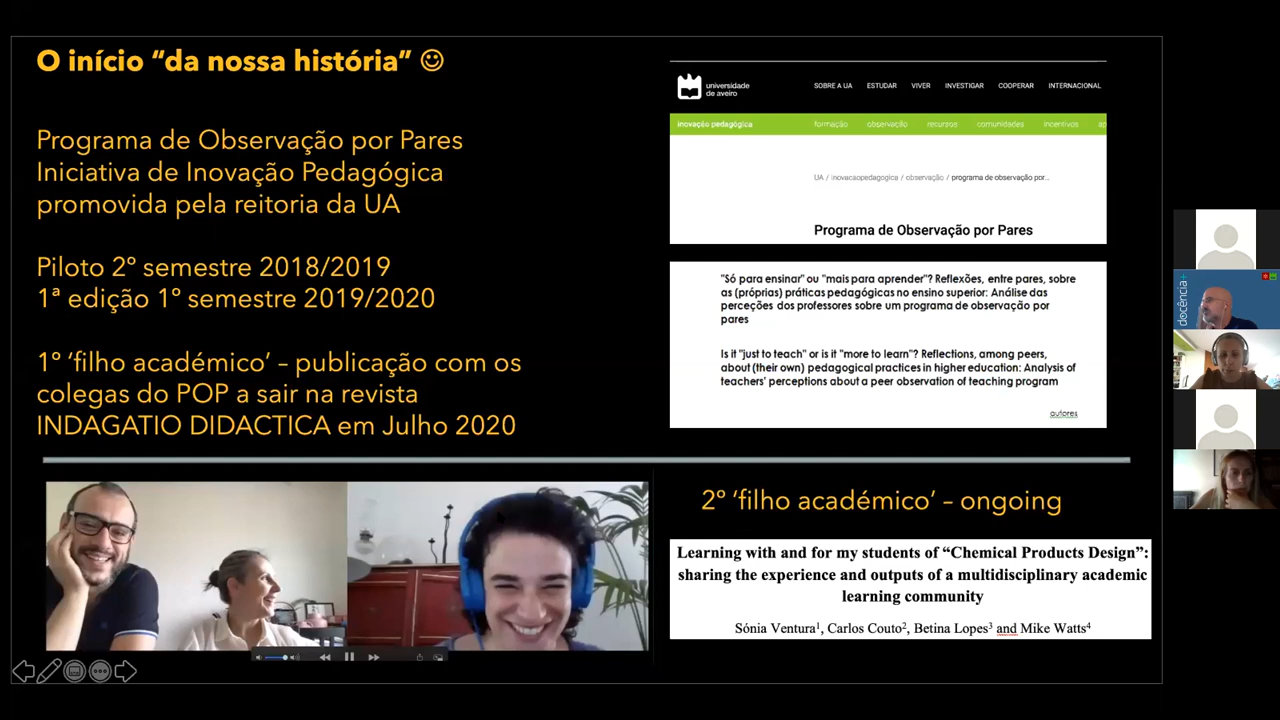 O início “da nossa história” ☺
Programa de Observação por Pares
Iniciativa de Inovação Pedagógica
promovida pela reitoria da UA
Piloto 2º semestre 2018/2019
1ª edição 1º semestre 2019/2020
1º ‘filho académico’ – publicação com os
colegas do POP a sair na revista
INDAGATIO DIDACTICA em Julho 2020
universidade
de aveiro
SOBRE A UA ESTUDAR VIVER INVESTIGAR COOPERAR INTERNACIONAL
inovação pedagógica formação observação recursos comunidades incentivos ap
UA / inovacaopedagogica / observação / programa de observação por...
Programa de Observação por Pares
"Só para ensinar" ou "mais para aprender"? Reflexões, entre pares, sobre
as (próprias) práticas pedagógicas no ensino superior: Análise das
perceções dos professores sobre um programa de observação por
pares
Is it "just to teach" or is it "more to learn"? Reflections, among peers,
about (their own) pedagogical practices in higher education: Analysis of
teachers' perceptions about a peer observation of teaching program
autores
2º ‘filho académico’ – ongoing
Learning with and for my students of “Chemical Products Design”:
sharing the experience and outputs of a multidisciplinary academic
learning community
Sónia Ventura¹, Carlos Couto², Betina Lopes³ and Mike Watts⁴
docência+